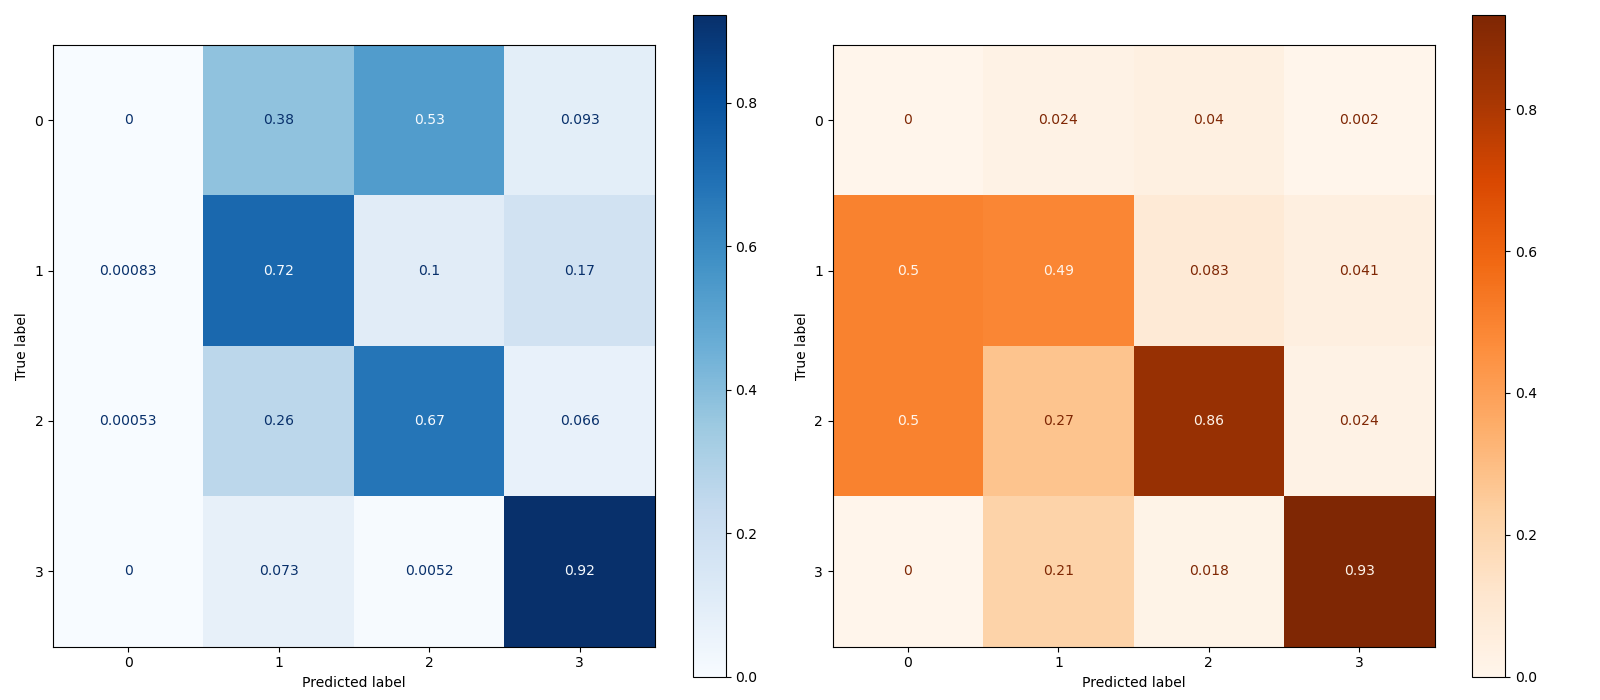 0 0 0.38 0.53 0.093
1 0.00083 0.72 0.1 0.17
2 0.00053 0.26 0.67 0.066
3 0 0.073 0.0052 0.92
0 1 2 3
True label
Predicted label
0.8
0.6
0.4
0.2
0.0
0 0 0.024 0.04 0.002
1 0.5 0.49 0.083 0.041
2 0.5 0.27 0.86 0.024
3 0 0.21 0.018 0.93
0 1 2 3
True label
Predicted label
0.8
0.6
0.4
0.2
0.0